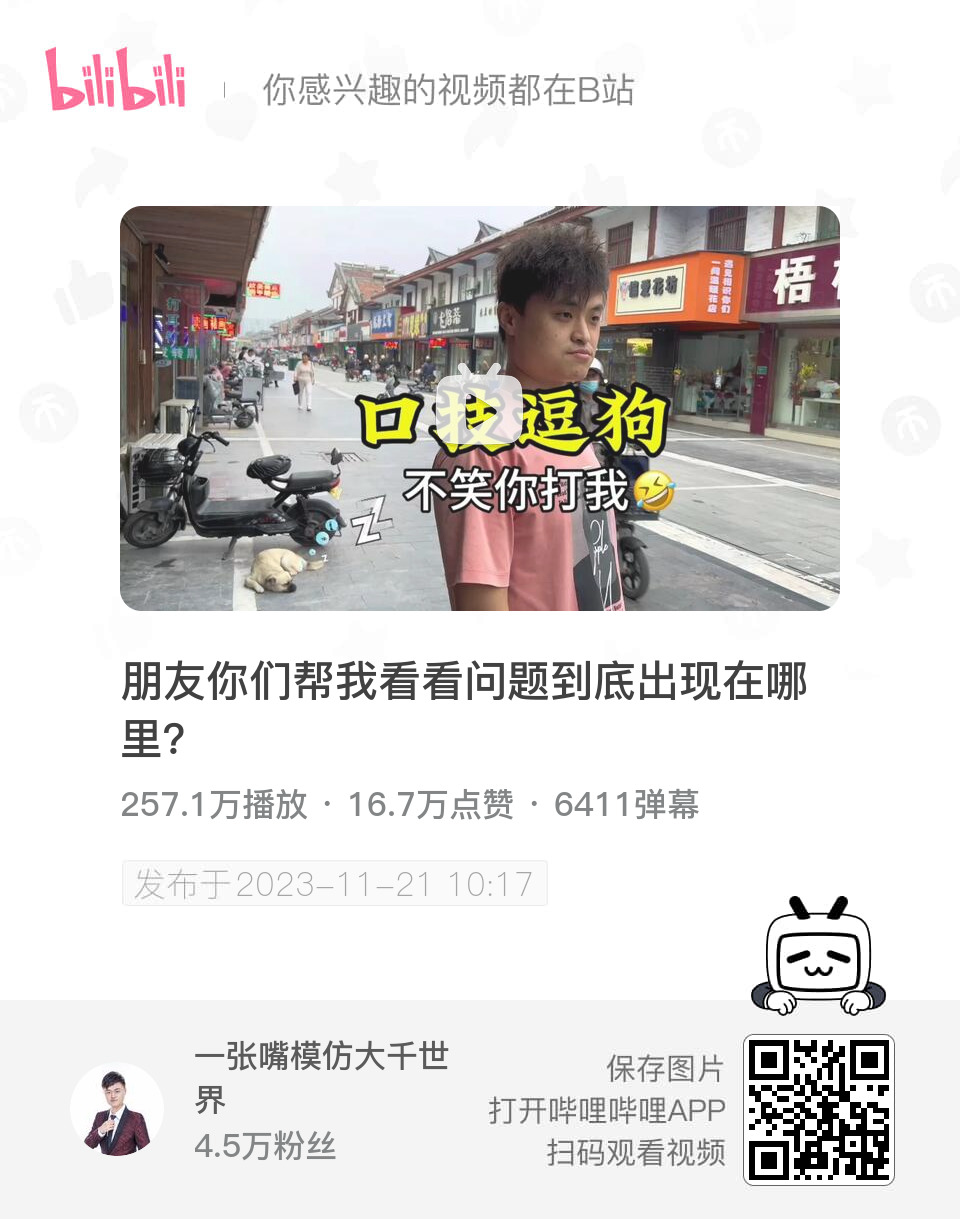 bilibili
你感兴趣的视频都在B站
梧
口技逗狗
不笑你打我
朋友你们帮我看看问题到底出现在哪
里?
257.1万播放 · 16.7万点赞 · 6411弹幕
发布于2023-11-21 10:17
一张嘴模仿大千世
界
4.5万粉丝
保存图片
打开哔哩哔哩APP
扫码观看视频